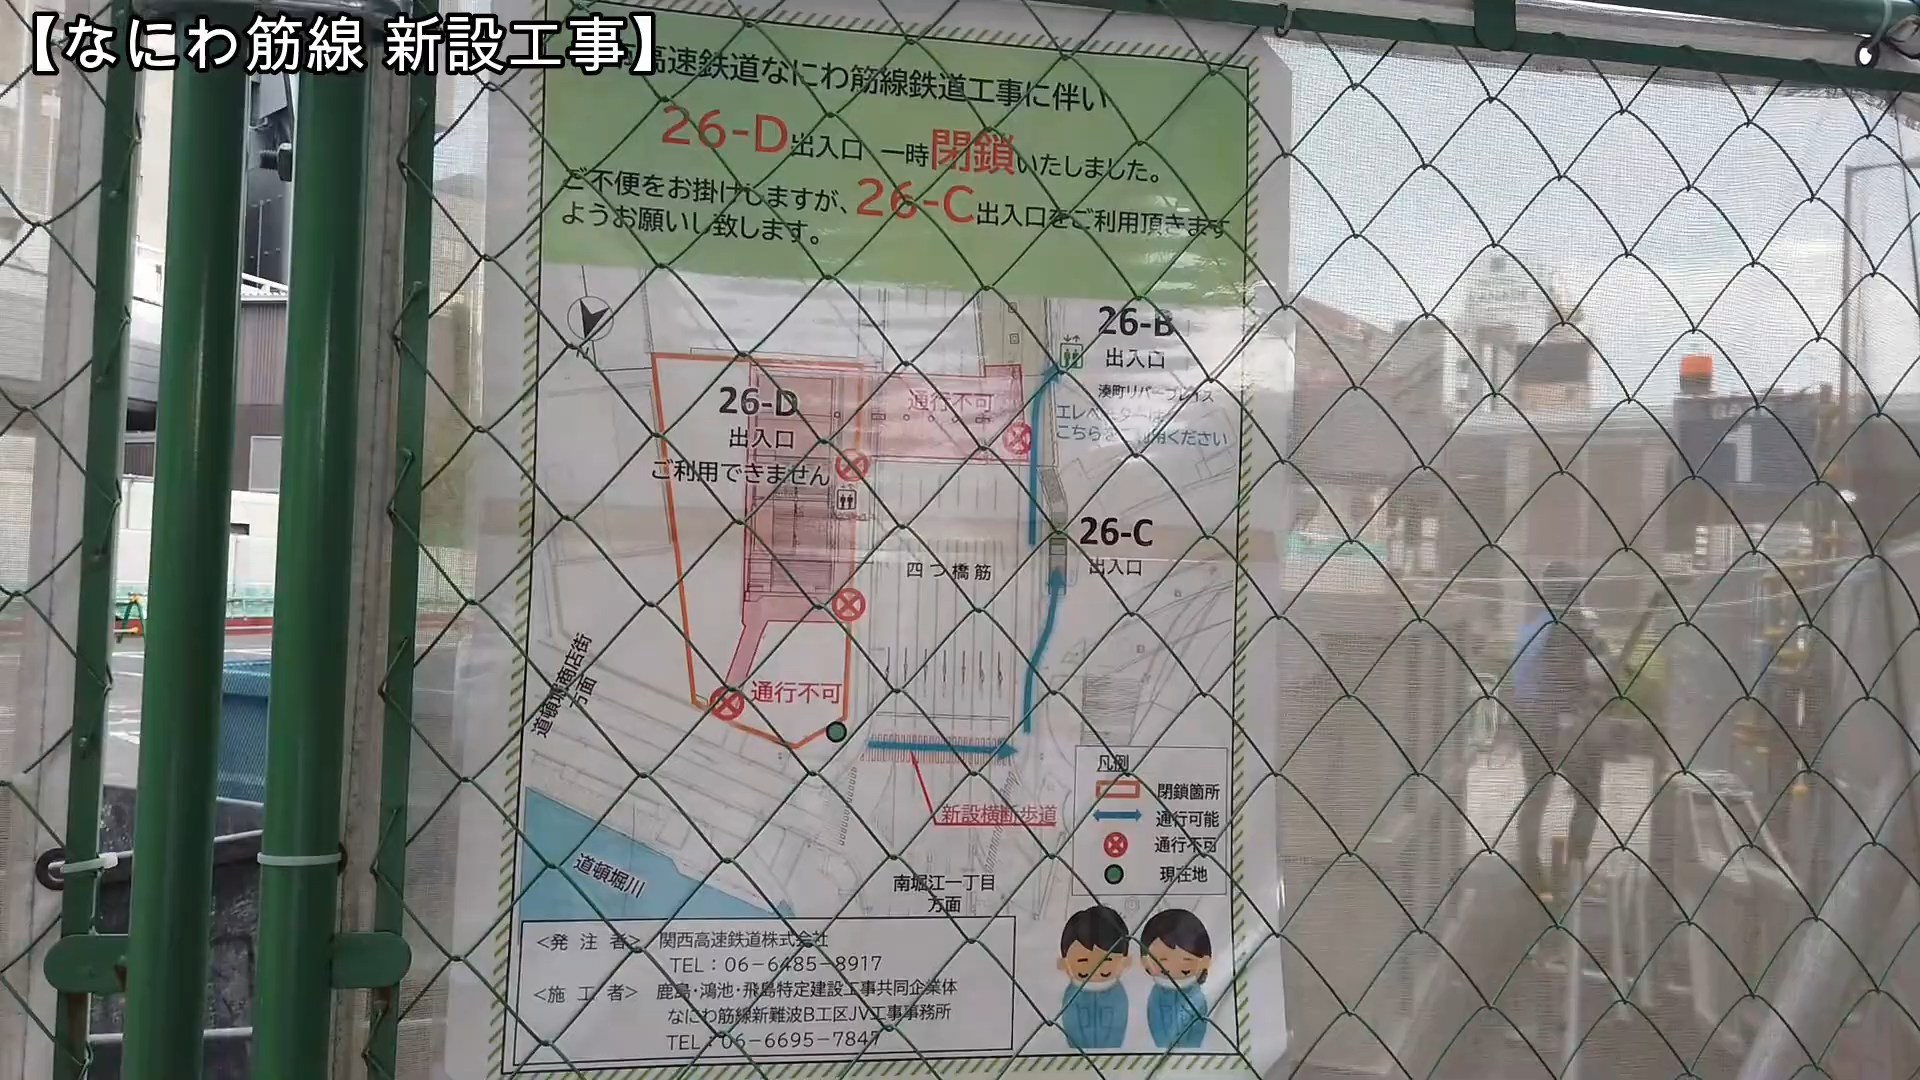 【なにわ筋線 新設工事】
高速鉄道なにわ筋線鉄道工事に伴い
26-D出入口 一時閉鎖いたしました。
ご不便をお掛けしますが、26-C出入口をご利用頂きます
ようお願いし致します。
26-B
出入口
湊町リバープレイス
エレベーターは
こちらをご利用ください
26-D
出入口
ご利用できません
通行不可
26-C
出入口
四つ橋筋
道頓堀商店街
方面
通行不可
新設横断歩道
道頓堀川
南堀江一丁目
方面
凡例
閉鎖箇所
通行可能
通行不可
現在地
<発注者> 関西高速鉄道株式会社
TEL：06-6485-8917
<施工者> 鹿島・鴻池・飛島特定建設工事共同企業体
なにわ筋線新難波B工区JV工事事務所
TEL：06-6695-7847
1